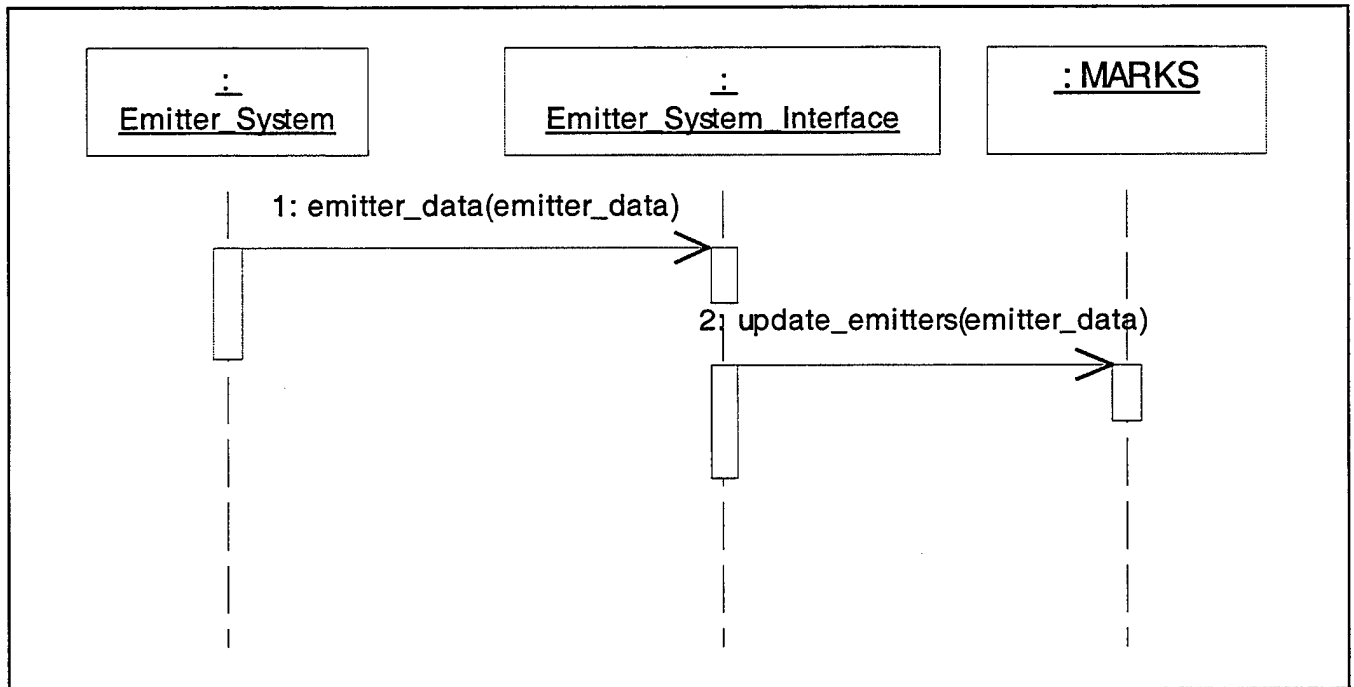 :
Emitter_System
:
Emitter_System_Interface
: MARKS
1: emitter_data(emitter_data)
2: update_emitters(emitter_data)